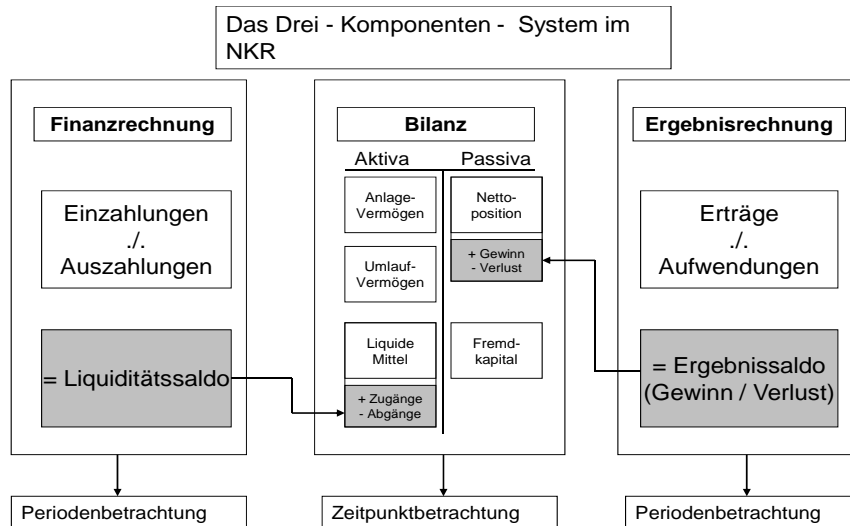 Das Drei - Komponenten - System im
NKR
Finanzrechnung
Einzahlungen
./.
Auszahlungen
= Liquiditätssaldo
Periodenbetrachtung
Bilanz
Aktiva
Passiva
Anlage-
Vermögen
Netto-
position
+ Gewinn
- Verlust
Umlauf-
Vermögen
Liquide
Mittel
Fremd-
kapital
+ Zugänge
- Abgänge
Zeitpunktbetrachtung
Ergebnisrechnung
Erträge
./.
Aufwendungen
= Ergebnissaldo
(Gewinn / Verlust)
Periodenbetrachtung